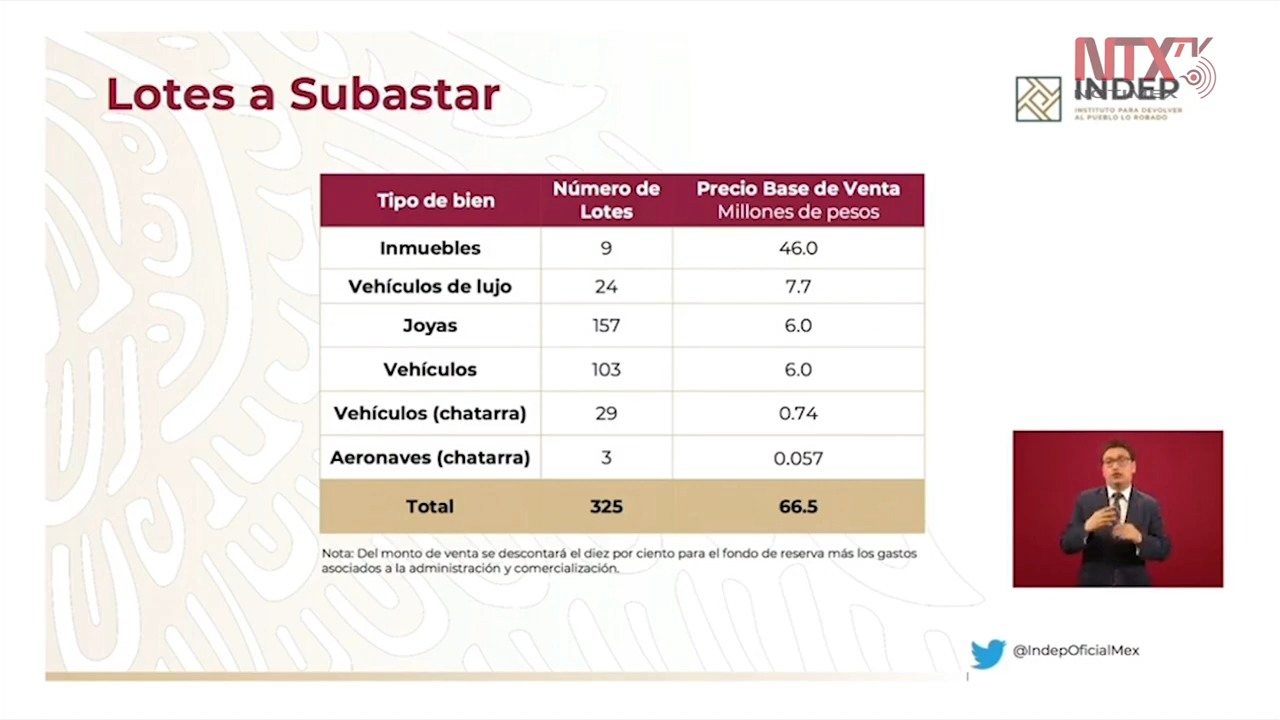 Lotes a Subastar
NTX TV
INDEP
INSTITUTO PARA DEVOLVER
AL PUEBLO LO ROBADO
Tipo de bien Número de Lotes Precio Base de Venta Millones de pesos
Inmuebles 9 46.0
Vehículos de lujo 24 7.7
Joyas 157 6.0
Vehículos 103 6.0
Vehículos (chatarra) 29 0.74
Aeronaves (chatarra) 3 0.057
Total 325 66.5
Nota: Del monto de venta se descontará el diez por ciento para el fondo de reserva más los gastos
asociados a la administración y comercialización.
@IndepOficialMex